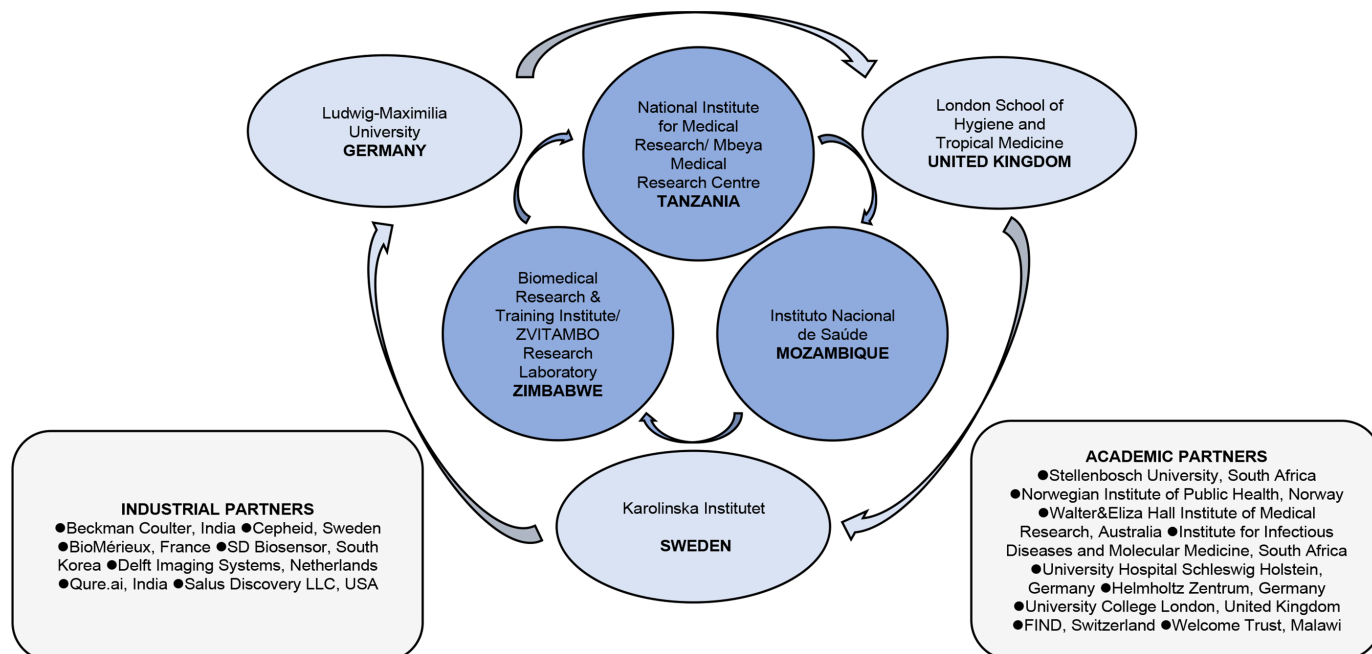 Ludwig-Maximilia
University
GERMANY
National Institute
for Medical
Research/ Mbeya
Medical
Research Centre
TANZANIA
London School of
Hygiene and
Tropical Medicine
UNITED KINGDOM
Biomedical
Research &
Training Institute/
ZVITAMBO
Research
Laboratory
ZIMBABWE
Instituto Nacional
de Saúde
MOZAMBIQUE
Karolinska Institutet
SWEDEN
INDUSTRIAL PARTNERS
●Beckman Coulter, India ●Cepheid, Sweden
●BioMérieux, France ●SD Biosensor, South
Korea ●Delft Imaging Systems, Netherlands
●Qure.ai, India ●Salus Discovery LLC, USA
ACADEMIC PARTNERS
●Stellenbosch University, South Africa
●Norwegian Institute of Public Health, Norway
●Walter&Eliza Hall Institute of Medical
Research, Australia ●Institute for Infectious
Diseases and Molecular Medicine, South Africa
●University Hospital Schleswig Holstein,
Germany ●Helmholtz Zentrum, Germany
●University College London, United Kingdom
●FIND, Switzerland ●Welcome Trust, Malawi